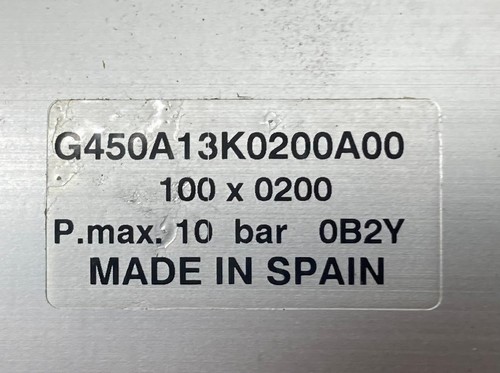 G450A13K0200A00
100 x 0200
P.max. 10 bar 0B2Y
MADE IN SPAIN